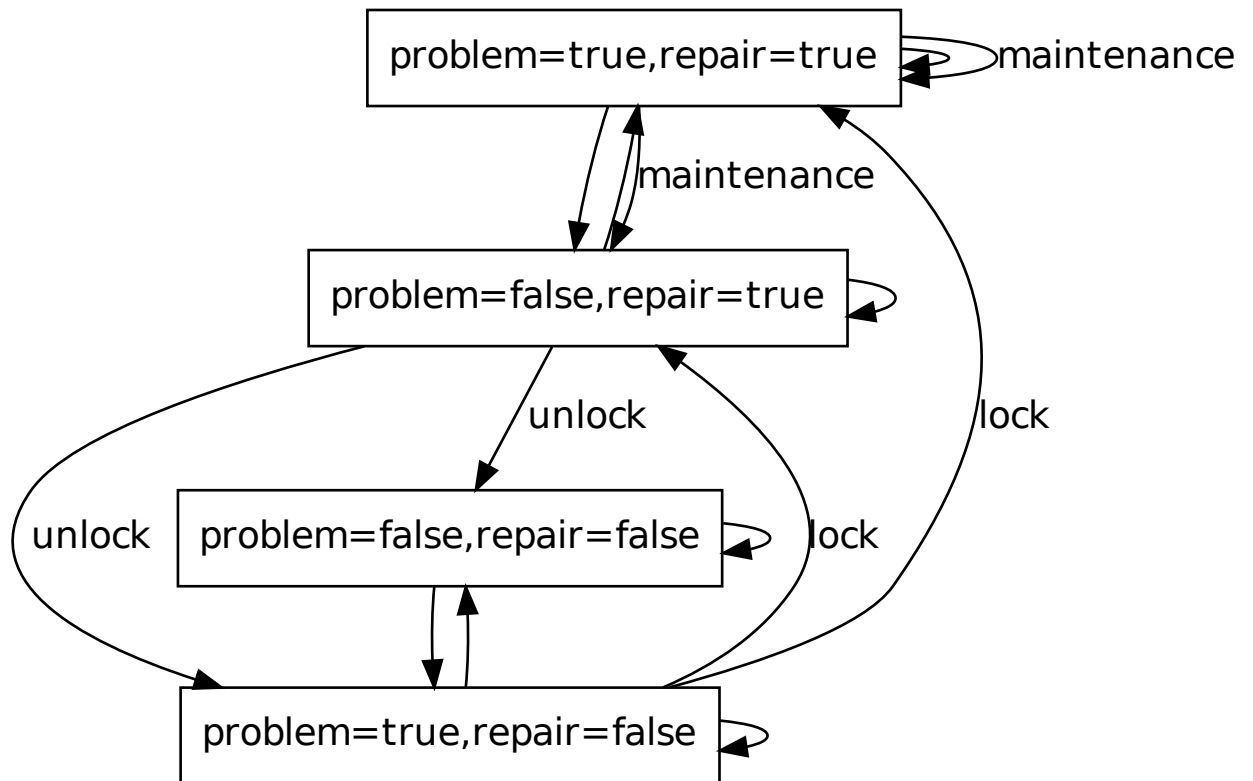 problem=true,repair=true
maintenance
maintenance
problem=false,repair=true
unlock
lock
unlock
problem=false,repair=false
lock
problem=true,repair=false